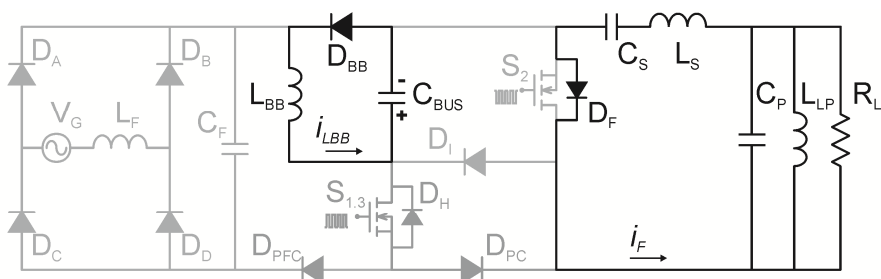 D_A
D_B
V_G
L_F
C_F
D_C
D_D
D_BB
L_BB
C_BUS
-
+
i_LBB
D_I
S_1.3
D_H
D_PFC
D_PC
S_2
D_F
C_S
L_S
C_P
L_LP
R_L
i_F